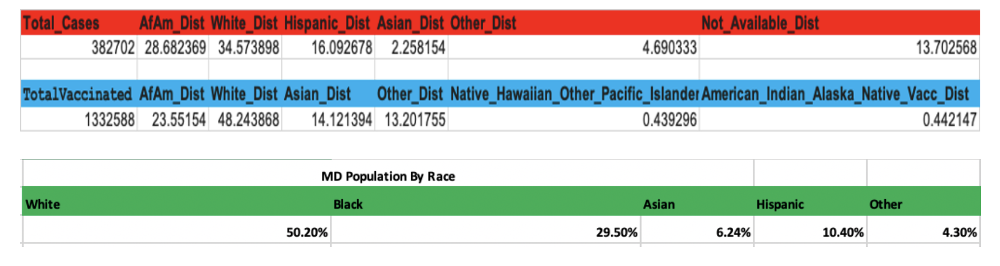 Total_Cases AfAm_Dist White_Dist Hispanic_Dist Asian_Dist Other_Dist Not_Available_Dist
382702 28.682369 34.573898 16.092678 2.258154 4.690333 13.702568
TotalVaccinated AfAm_Dist White_Dist Asian_Dist Other_Dist Native_Hawaiian_Other_Pacific_Islander American_Indian_Alaska_Native_Vacc_Dist
1332588 23.55154 48.243868 14.121394 13.201755 0.439296 0.442147
MD Population By Race
White Black Asian Hispanic Other
50.20% 29.50% 6.24% 10.40% 4.30%